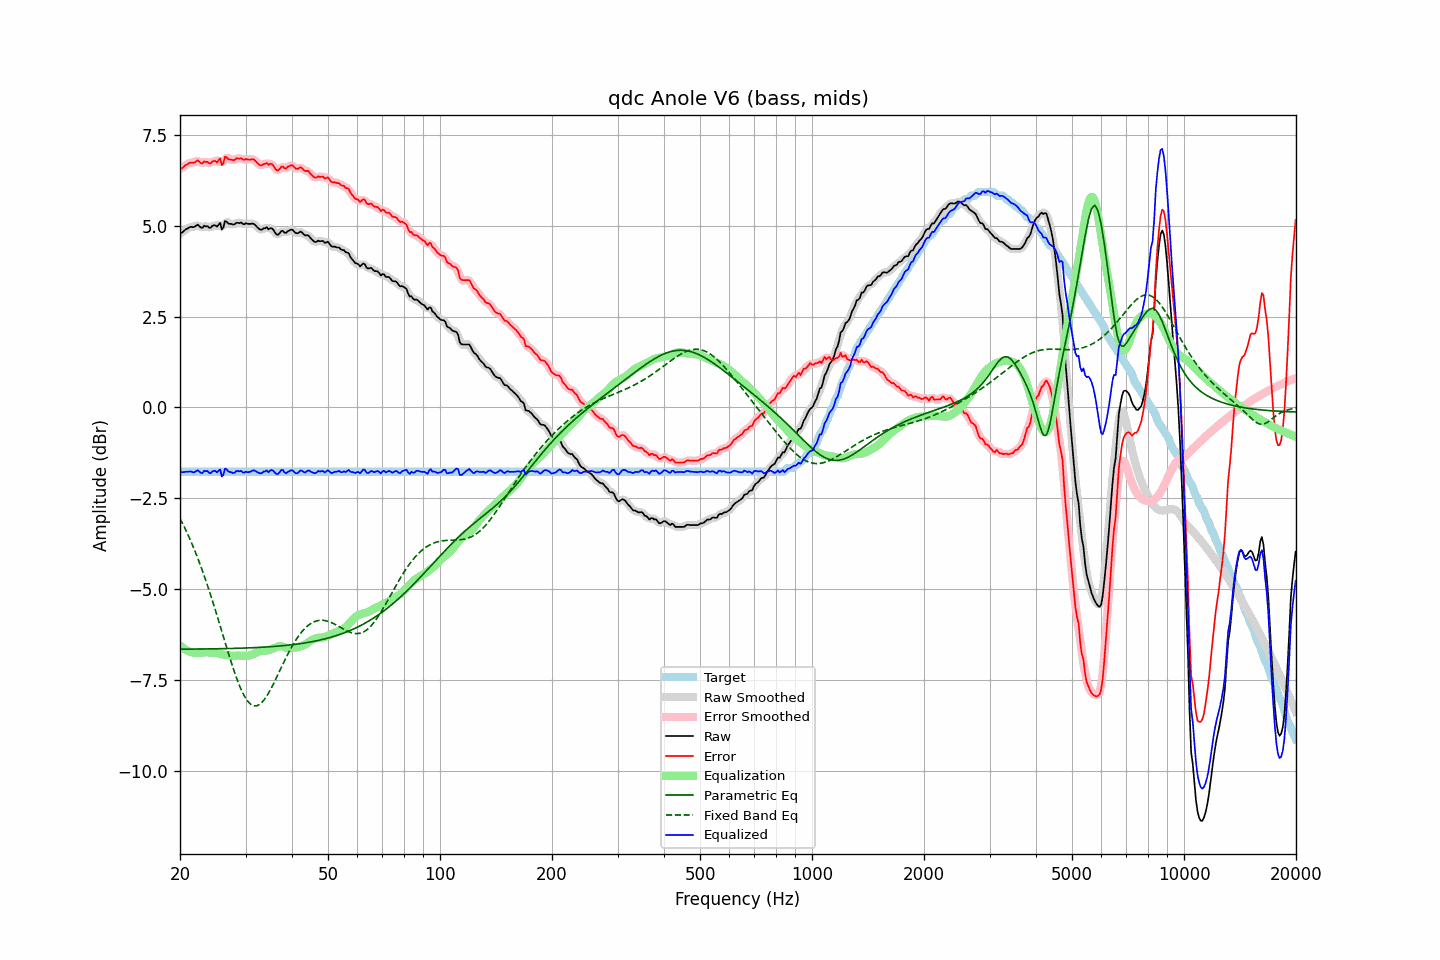 qdc Anole V6 (bass, mids)
Amplitude (dBr)
7.5
5.0
2.5
0.0
−2.5
−5.0
−7.5
−10.0
Target
Raw Smoothed
Error Smoothed
Raw
Error
Equalization
Parametric Eq
Fixed Band Eq
Equalized
20 50 100 200 500 1000 2000 5000 10000 20000
Frequency (Hz)